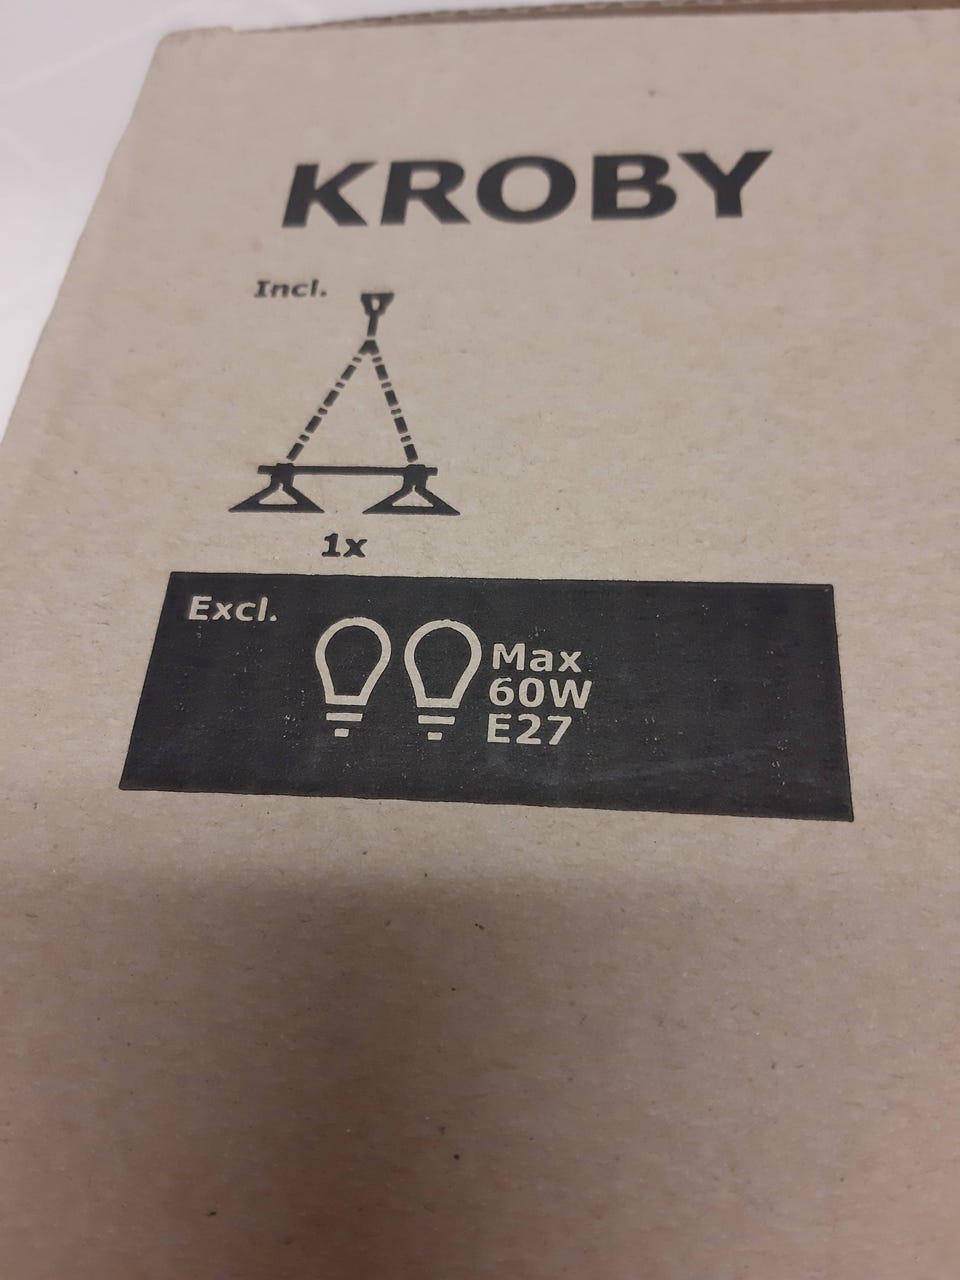 KROBY
Incl.
1x
Excl.
Max
60W
E27